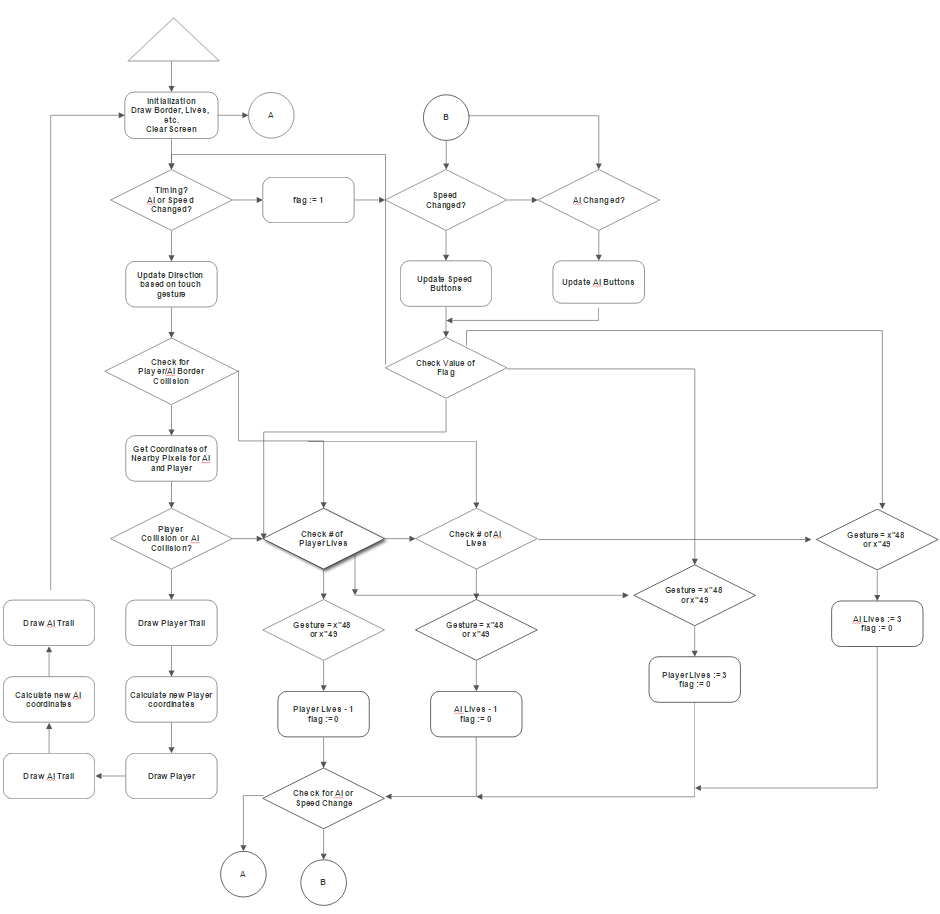 Initialization
Draw Border, Lives,
etc.
Clear Screen
A
B
Timing?
AI or Speed
Changed?
flag := 1
Speed
Changed?
AI Changed?
Update Direction
based on touch
gesture
Update Speed
Buttons
Update AI Buttons
Check for
Player/AI Border
Collision
Check Value of
Flag
Get Coordinates of
Nearby Pixels for AI
and Player
Player
Collision or AI
Collision?
Check # of
Player Lives
Check # of AI
Lives
Gesture = x"48
or x"49
Gesture = x"48
or x"49
Draw AI Trail
Draw Player Trail
Gesture = x"48
or x"49
Gesture = x"48
or x"49
AI Lives := 3
flag := 0
Calculate new AI
coordinates
Calculate new Player
coordinates
Player Lives - 1
flag := 0
AI Lives - 1
flag := 0
Player Lives := 3
flag := 0
Draw AI Trail
Draw Player
Check for AI or
Speed Change
A
B